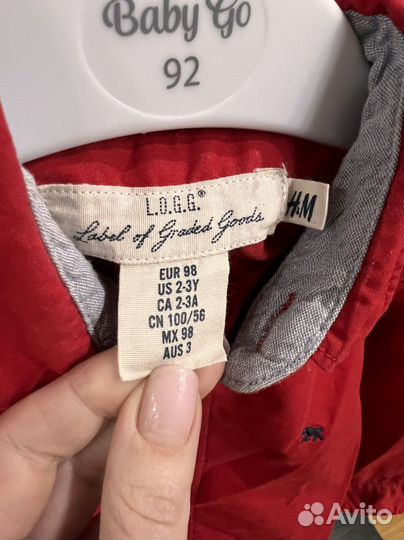 Baby Go
92
L.O.G.G.®
Label of Graded Goods
H&M
EUR 98
US 2-3Y
CA 2-3A
CN 100/56
MX 98
AUS 3
Avito